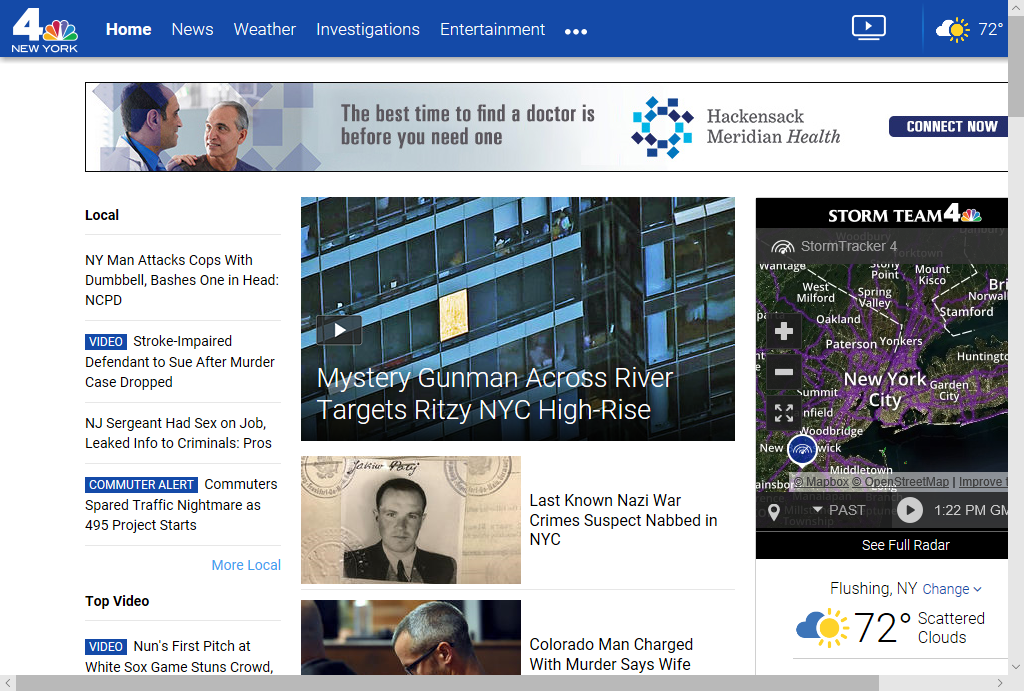 4
NEW YORK
Home
News
Weather
Investigations
Entertainment
72°
The best time to find a doctor is
before you need one
Hackensack
Meridian Health
CONNECT NOW
Local
NY Man Attacks Cops With
Dumbbell, Bashes One in Head:
NCPD
VIDEO Stroke-Impaired
Defendant to Sue After Murder
Case Dropped
NJ Sergeant Had Sex on Job,
Leaked Info to Criminals: Pros
COMMUTER ALERT Commuters
Spared Traffic Nightmare as
495 Project Starts
More Local
Top Video
VIDEO Nun's First Pitch at
White Sox Game Stuns Crowd,
Mystery Gunman Across River
Targets Ritzy NYC High-Rise
Last Known Nazi War
Crimes Suspect Nabbed in
NYC
Colorado Man Charged
With Murder Says Wife
STORM TEAM 4
StormTracker 4
Woodbury
Danbury
Yorktown
Wantage
Stony
Point
Mount
Kisco
West
Milford
Spring
Valley
Bri
Norwal
Stamford
Oakland
Paterson
Yonkers
Huntingto
New York
City
Garden
City
Summit
nfield
Woodbridge
New
wick
Middletown
© Mapbox © OpenStreetMap | Improve t
Manalapan
Township
PAST
1:22 PM GM
See Full Radar
Flushing, NY Change
72°
Scattered
Clouds